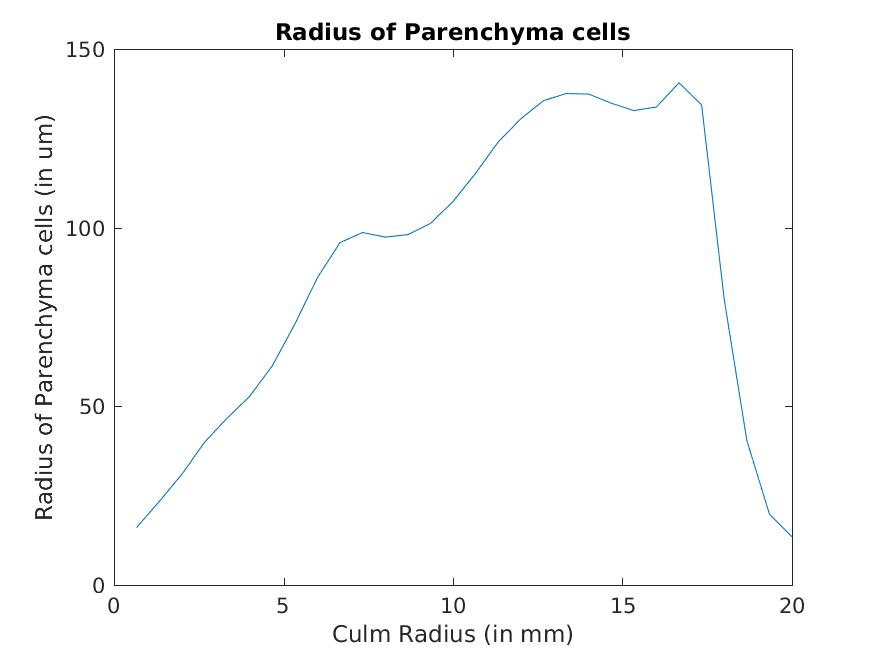 Radius of Parenchyma cells
150
100
50
0
Radius of Parenchyma cells (in um)
0 5 10 15 20
Culm Radius (in mm)